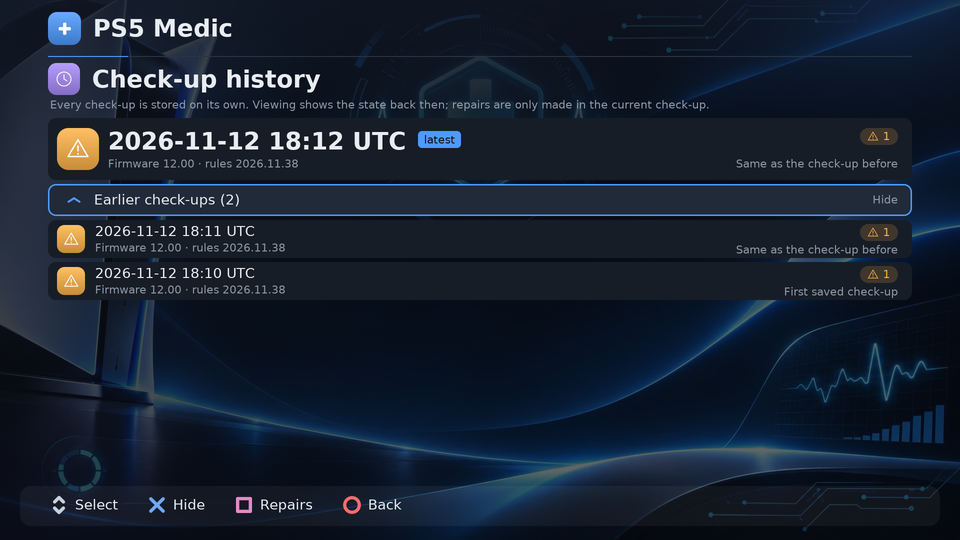 PS5 Medic
Check-up history
Every check-up is stored on its own. Viewing shows the state back then; repairs are only made in the current check-up.
2026-11-12 18:12 UTC latest
1
Firmware 12.00 · rules 2026.11.38
Same as the check-up before
Earlier check-ups (2)
Hide
2026-11-12 18:11 UTC
1
Firmware 12.00 · rules 2026.11.38
Same as the check-up before
2026-11-12 18:10 UTC
1
Firmware 12.00 · rules 2026.11.38
First saved check-up
Select Hide Repairs Back